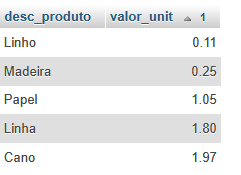 desc_produto valor_unit 1
Linho 0.11
Madeira 0.25
Papel 1.05
Linha 1.80
Cano 1.97